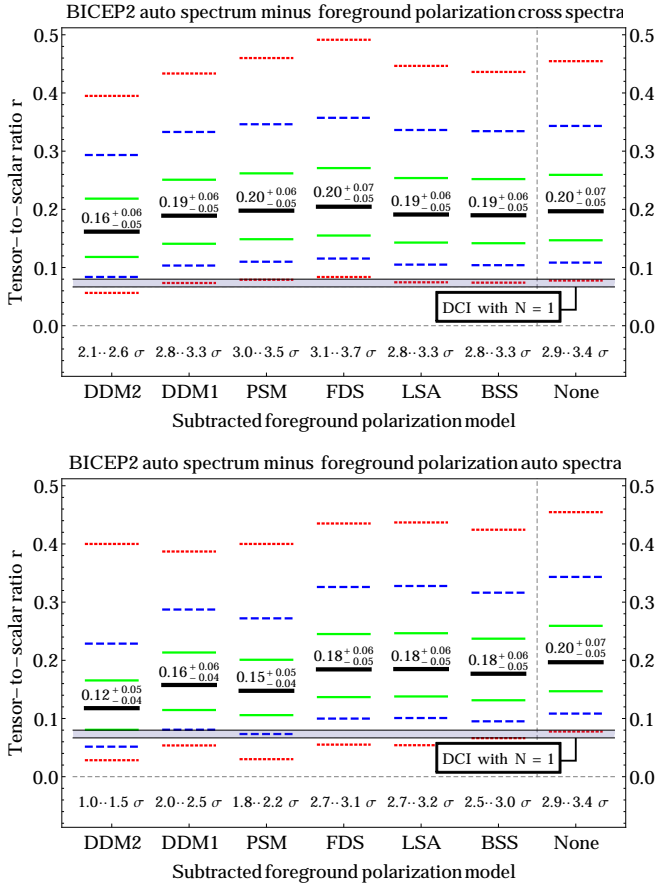 BICEP2 auto spectrum minus foreground polarization cross spectra
0.5 0.5
0.4 0.4
0.3 0.3
0.2 0.2
0.1 0.1
0.0 0.0
Tensor-to-scalar ratio r
0.16 +0.06 -0.05
0.19 +0.06 -0.05
0.20 +0.06 -0.05
0.20 +0.07 -0.05
0.19 +0.06 -0.05
0.19 +0.06 -0.05
0.20 +0.07 -0.05
DCI with N = 1
2.1..2.6 σ 2.8..3.3 σ 3.0..3.5 σ 3.1..3.7 σ 2.8..3.3 σ 2.8..3.3 σ 2.9..3.4 σ
DDM2 DDM1 PSM FDS LSA BSS None
Subtracted foreground polarization model
BICEP2 auto spectrum minus foreground polarization auto spectra
0.5 0.5
0.4 0.4
0.3 0.3
0.2 0.2
0.1 0.1
0.0 0.0
Tensor-to-scalar ratio r
0.12 +0.05 -0.04
0.16 +0.06 -0.04
0.15 +0.05 -0.04
0.18 +0.06 -0.05
0.18 +0.06 -0.05
0.18 +0.06 -0.05
0.20 +0.07 -0.05
DCI with N = 1
1.0..1.5 σ 2.0..2.5 σ 1.8..2.2 σ 2.7..3.1 σ 2.7..3.2 σ 2.5..3.0 σ 2.9..3.4 σ
DDM2 DDM1 PSM FDS LSA BSS None
Subtracted foreground polarization model